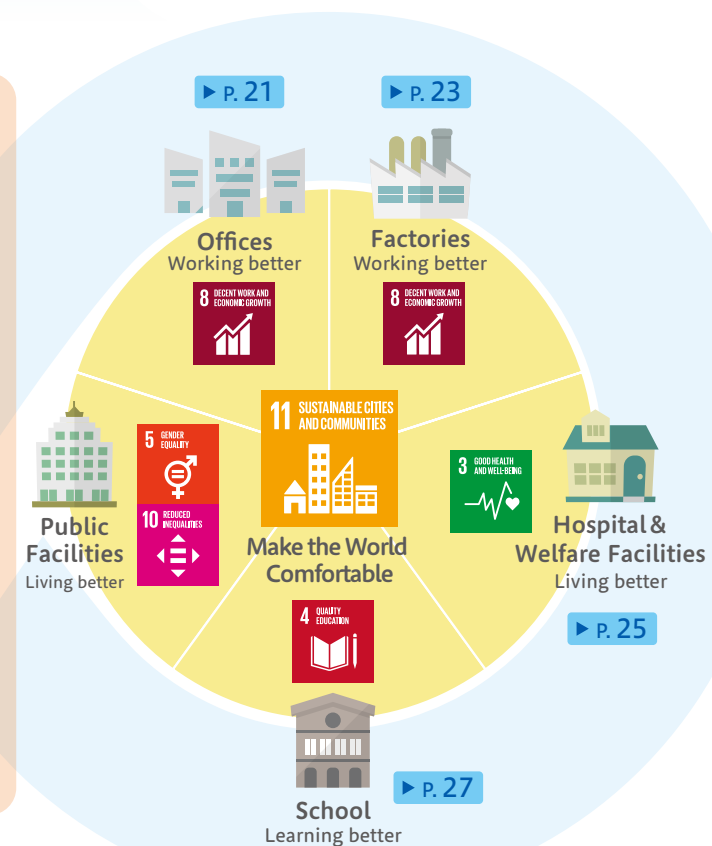 ▶ P. 21
▶ P. 23
Offices
Working better
Factories
Working better
8 DECENT WORK AND
ECONOMIC GROWTH
8 DECENT WORK AND
ECONOMIC GROWTH
11 SUSTAINABLE CITIES
AND COMMUNITIES
5 GENDER
EQUALITY
3 GOOD HEALTH
AND WELL-BEING
10 REDUCED
INEQUALITIES
Public
Facilities
Living better
Make the World
Comfortable
Hospital &
Welfare Facilities
Living better
▶ P. 25
4 QUALITY
EDUCATION
▶ P. 27
School
Learning better